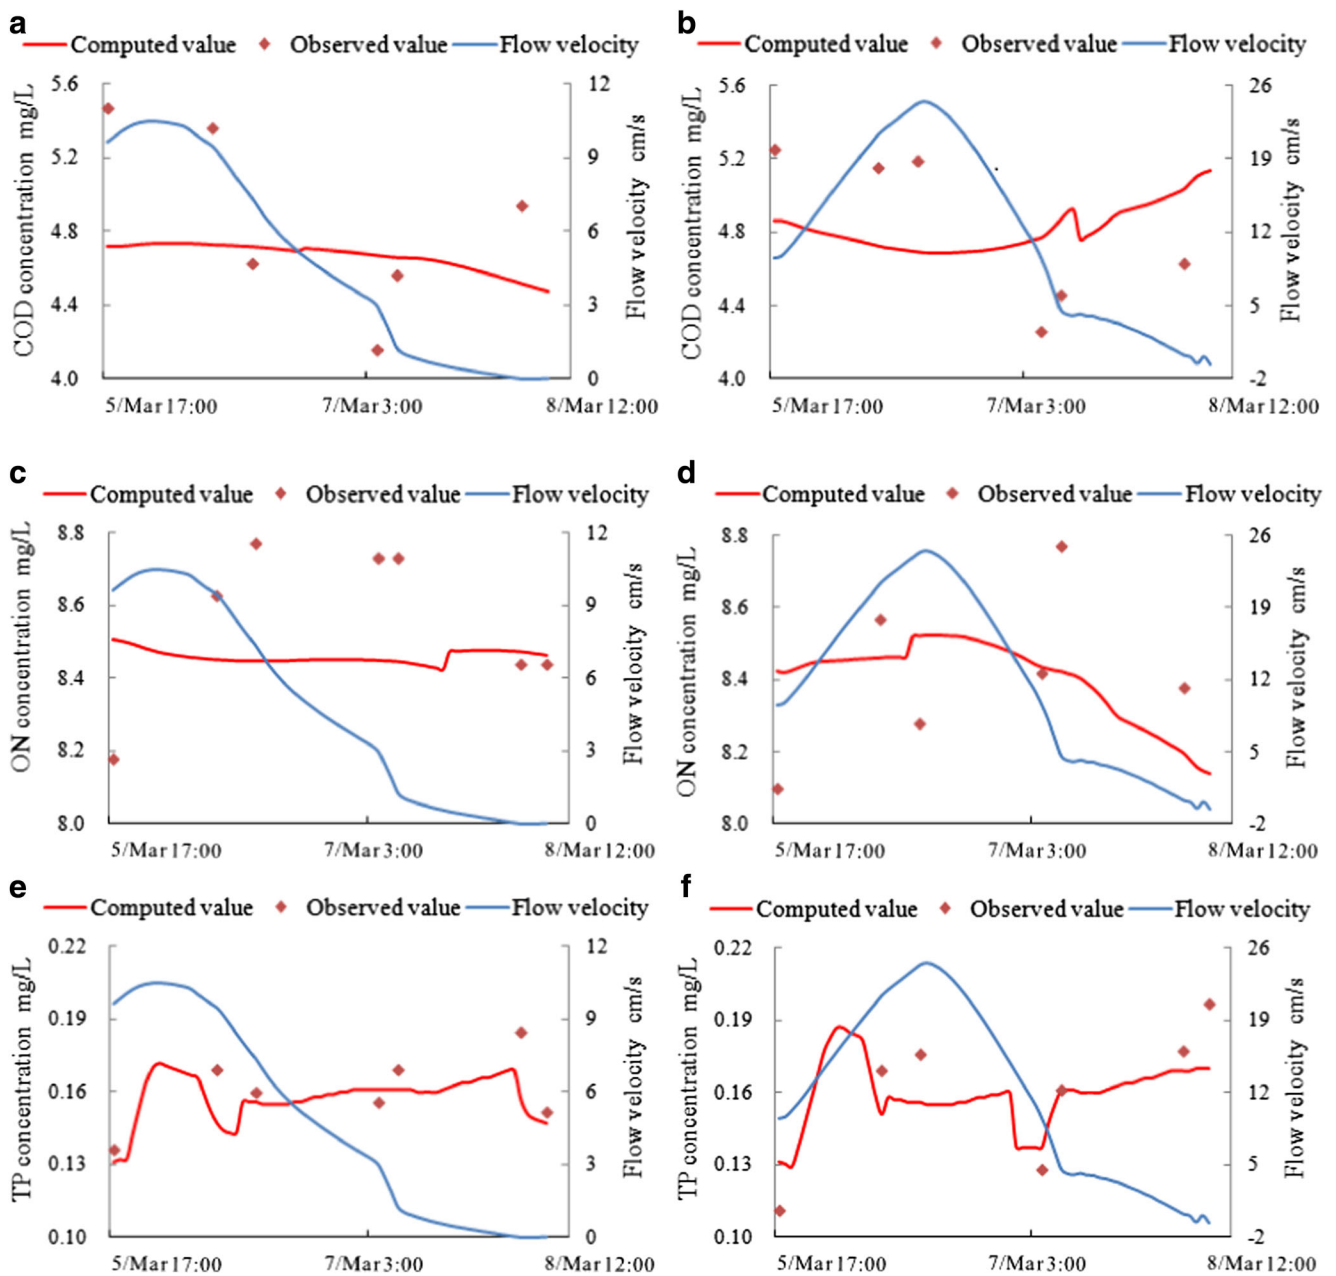 a
Computed value Observed value Flow velocity
5.6
5.2
4.8
4.4
4.0
COD concentration mg/L
12
9
6
3
0
Flow velocity cm/s
5/Mar 17:00 7/Mar 3:00 8/Mar 12:00
b
Computed value Observed value Flow velocity
5.6
5.2
4.8
4.4
4.0
COD concentration mg/L
26
19
12
5
-2
Flow velocity cm/s
5/Mar 17:00 7/Mar 3:00 8/Mar 12:00
c
Computed value Observed value Flow velocity
8.8
8.6
8.4
8.2
8.0
ON concentration mg/L
12
9
6
3
0
Flow velocity cm/s
5/Mar 17:00 7/Mar 3:00 8/Mar 12:00
d
Computed value Observed value Flow velocity
8.8
8.6
8.4
8.2
8.0
ON concentration mg/L
26
19
12
5
-2
Flow velocity cm/s
5/Mar 17:00 7/Mar 3:00 8/Mar 12:00
e
Computed value Observed value Flow velocity
0.22
0.19
0.16
0.13
0.10
TP concentration mg/L
12
9
6
3
0
Flow velocity cm/s
5/Mar 17:00 7/Mar 3:00 8/Mar 12:00
f
Computed value Observed value Flow velocity
0.22
0.19
0.16
0.13
0.10
TP concentration mg/L
26
19
12
5
-2
Flow velocity cm/s
5/Mar 17:00 7/Mar 3:00 8/Mar 12:00